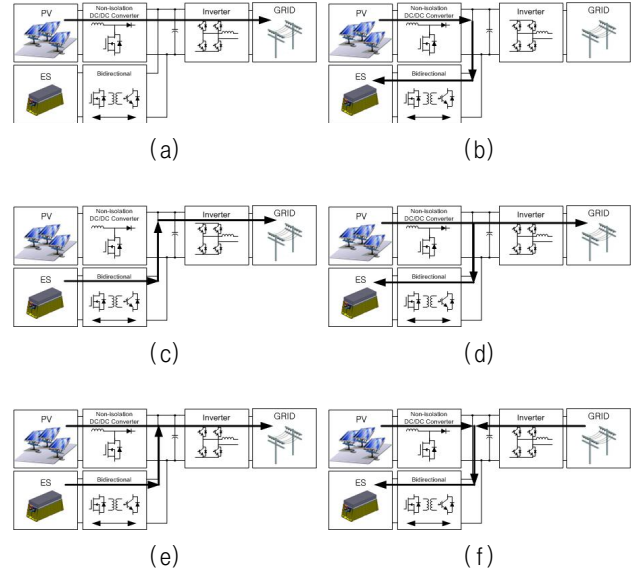 PV
Non-Isolation
DC/DC Converter
Inverter
GRID
ES
Bidirectional
(a)
PV
Non-Isolation
DC/DC Converter
Inverter
GRID
ES
Bidirectional
(b)
PV
Non-Isolation
DC/DC Converter
Inverter
GRID
ES
Bidirectional
(c)
PV
Non-Isolation
DC/DC Converter
Inverter
GRID
ES
Bidirectional
(d)
PV
Non-Isolation
DC/DC Converter
Inverter
GRID
ES
Bidirectional
(e)
PV
Non-Isolation
DC/DC Converter
Inverter
GRID
ES
Bidirectional
(f)